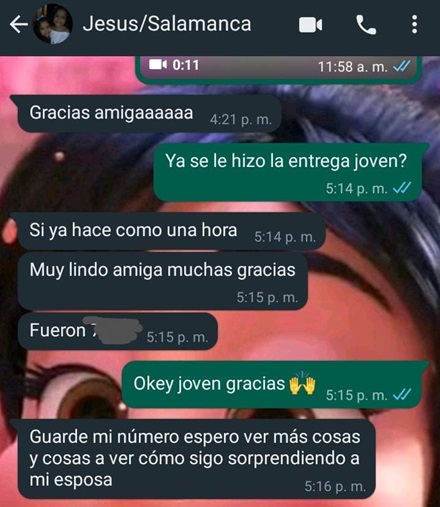 Jesus/Salamanca
0:11
11:58 a. m.
Gracias amigaaaaaa
4:21 p. m.
Ya se le hizo la entrega joven?
5:14 p. m.
Si ya hace como una hora
5:14 p. m.
Muy lindo amiga muchas gracias
5:15 p. m.
Fueron
5:15 p. m.
Okey joven gracias 🙌
5:15 p. m.
Guarde mi número espero ver más cosas
y cosas a ver cómo sigo sorprendiendo a
mi esposa
5:16 p. m.